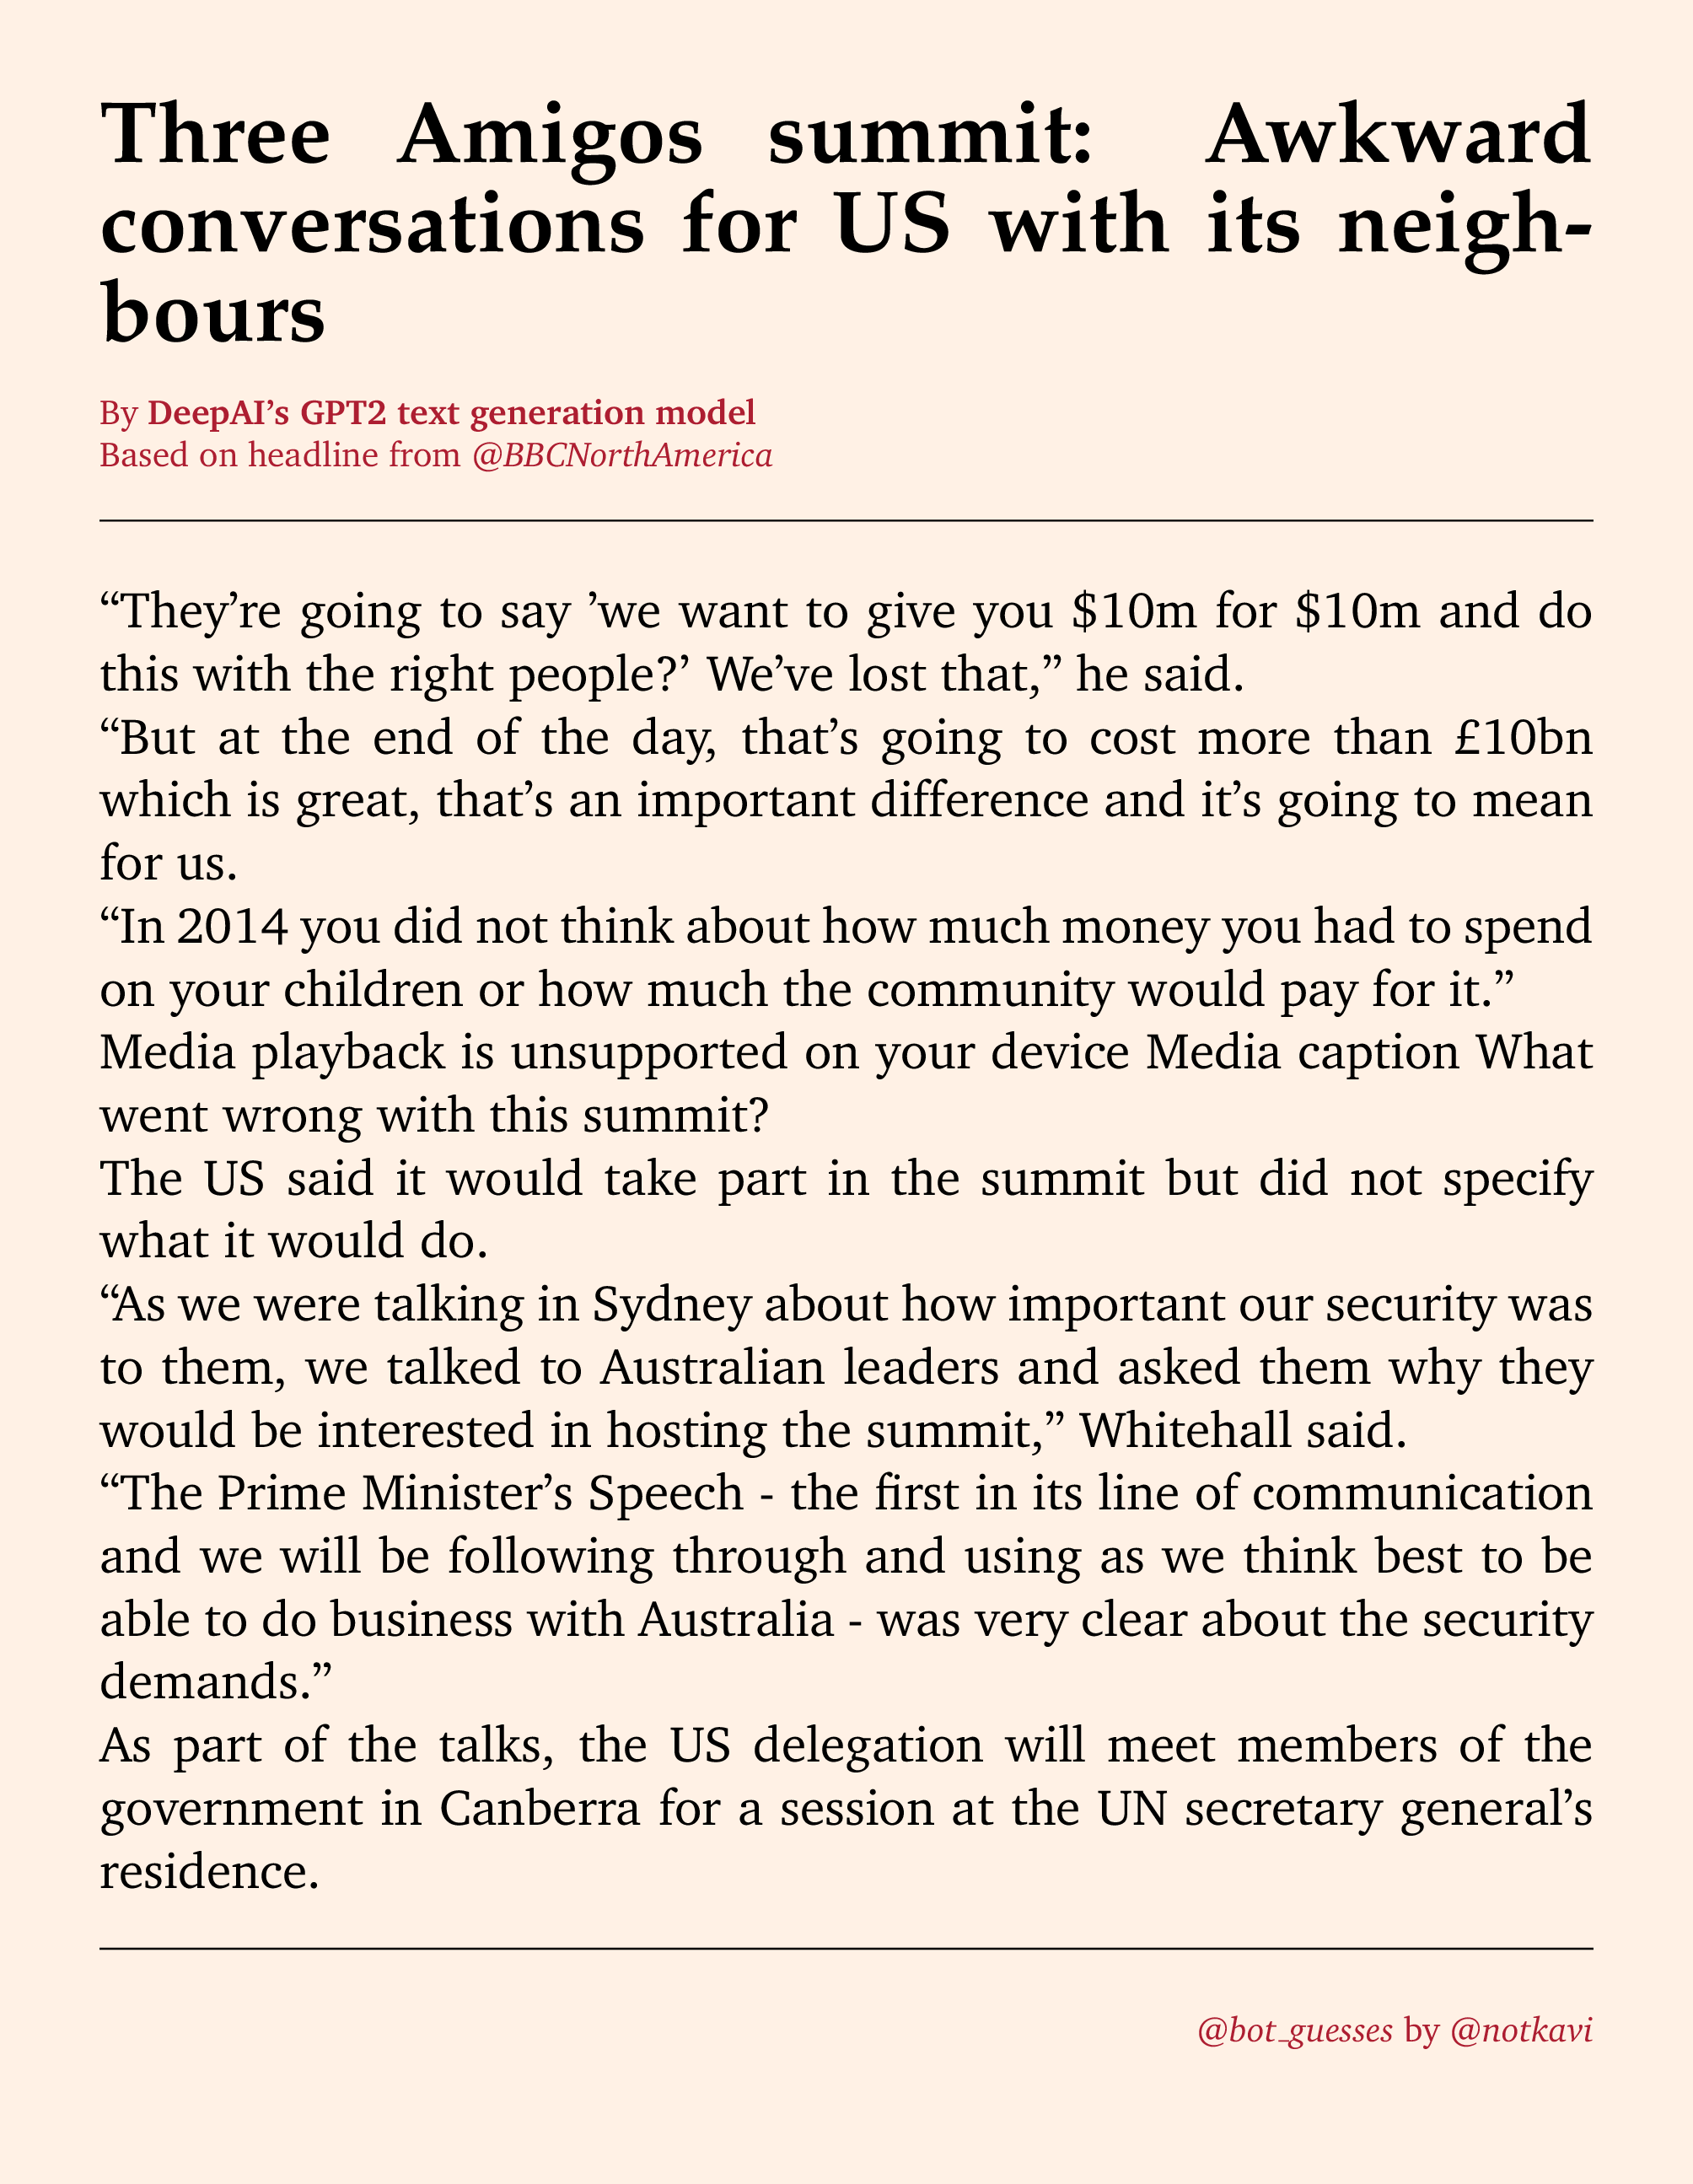 Three Amigos summit: Awkward
conversations for US with its neigh-
bours
By DeepAI’s GPT2 text generation model
Based on headline from @BBCNorthAmerica
“They’re going to say ’we want to give you $10m for $10m and do
this with the right people?’ We’ve lost that,” he said.
“But at the end of the day, that’s going to cost more than £10bn
which is great, that’s an important difference and it’s going to mean
for us.
“In 2014 you did not think about how much money you had to spend
on your children or how much the community would pay for it.”
Media playback is unsupported on your device Media caption What
went wrong with this summit?
The US said it would take part in the summit but did not specify
what it would do.
“As we were talking in Sydney about how important our security was
to them, we talked to Australian leaders and asked them why they
would be interested in hosting the summit,” Whitehall said.
“The Prime Minister’s Speech - the first in its line of communication
and we will be following through and using as we think best to be
able to do business with Australia - was very clear about the security
demands.”
As part of the talks, the US delegation will meet members of the
government in Canberra for a session at the UN secretary general’s
residence.
@bot_guesses by @notkavi